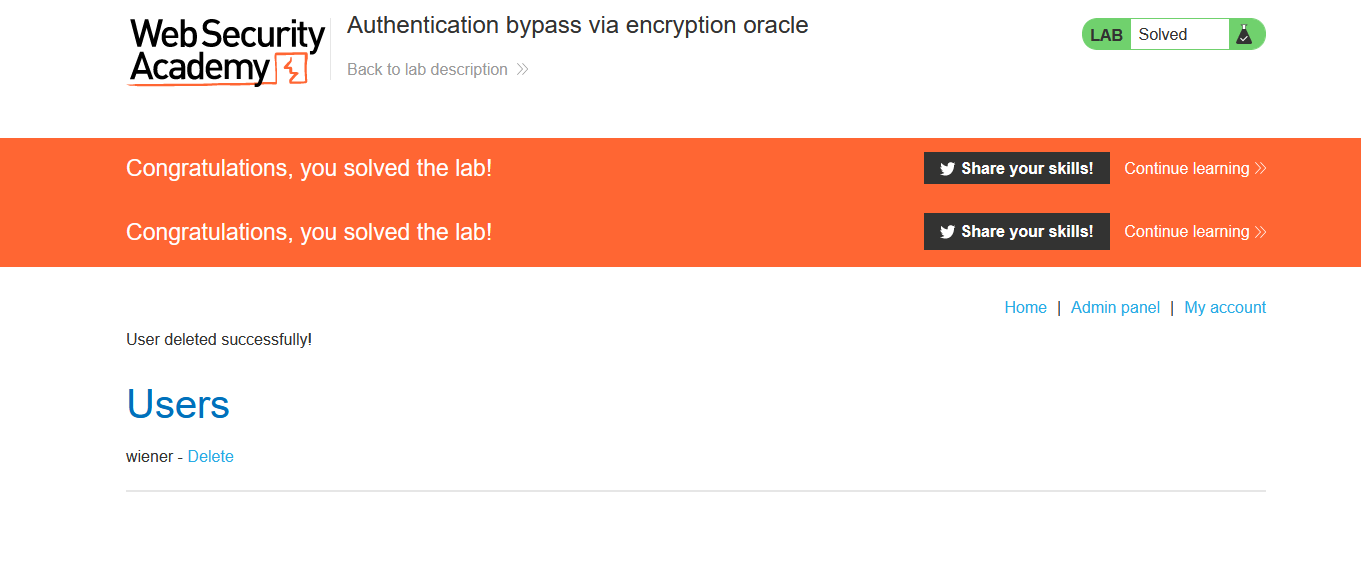 Web Security
Academy
Authentication bypass via encryption oracle
Back to lab description
LAB Solved
Congratulations, you solved the lab!
Share your skills!
Continue learning
Congratulations, you solved the lab!
Share your skills!
Continue learning
Home | Admin panel | My account
User deleted successfully!
Users
wiener - Delete